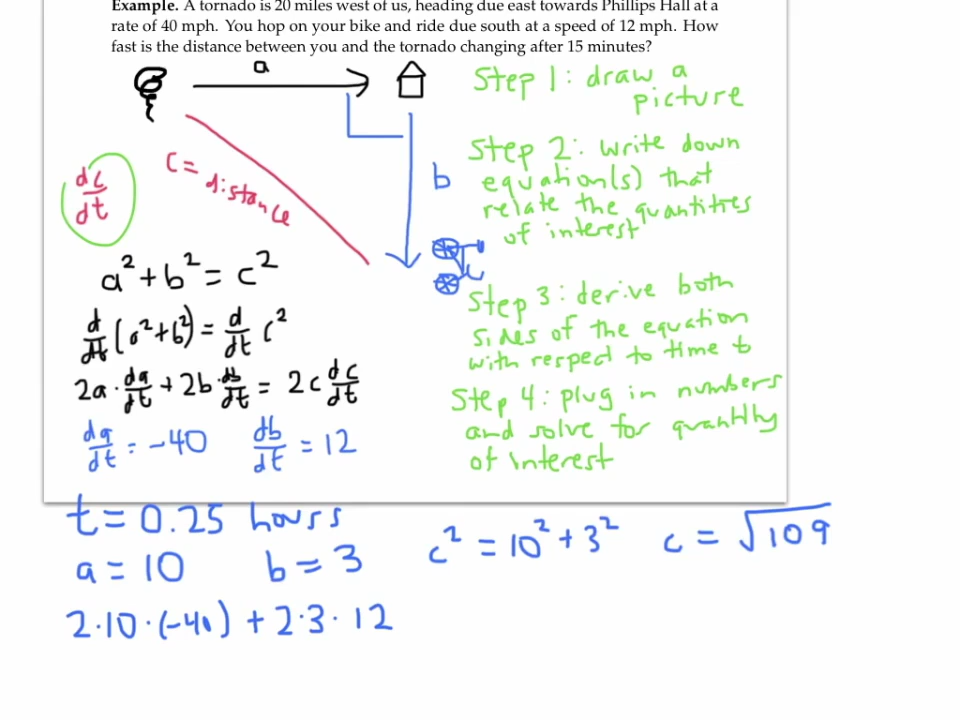 Example. A tornado is 20 miles west of us, heading due east towards Phillips Hall at a
rate of 40 mph. You hop on your bike and ride due south at a speed of 12 mph. How
fast is the distance between you and the tornado changing after 15 minutes?
a
Step 1: draw a
picture
Step 2: write down
equation(s) that
relate the quantities
of interest
b
c = distance
dc/dt
a² + b² = c²
d/dt (a² + b²) = d/dt c²
2a · da/dt + 2b · db/dt = 2c dc/dt
Step 3: derive both
sides of the equation
with respect to time t
Step 4: plug in numbers
and solve for quantity
of interest
da/dt = -40 db/dt = 12
t = 0.25 hours
a = 10 b = 3 c² = 10² + 3² c = √109
2·10·(-40) + 2·3·12